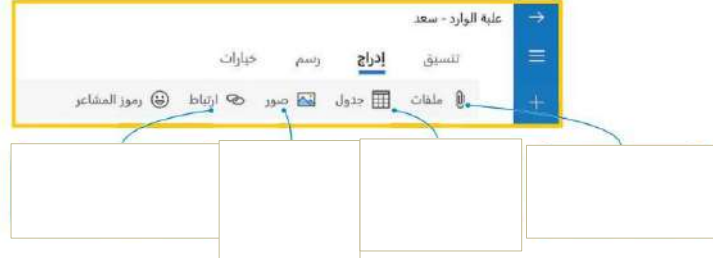 علبة الوارد - سعد
تنسيق إدراج رسم خيارات
ملفات جدول صور ارتباط رموز المشاعر